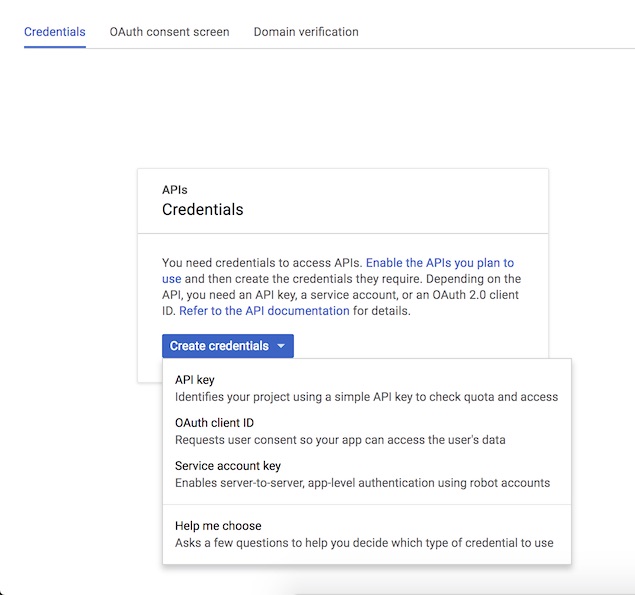 Credentials OAuth consent screen Domain verification
APIs
Credentials
You need credentials to access APIs. Enable the APIs you plan to
use and then create the credentials they require. Depending on the
API, you need an API key, a service account, or an OAuth 2.0 client
ID. Refer to the API documentation for details.
Create credentials
API key
Identifies your project using a simple API key to check quota and access
OAuth client ID
Requests user consent so your app can access the user's data
Service account key
Enables server-to-server, app-level authentication using robot accounts
Help me choose
Asks a few questions to help you decide which type of credential to use